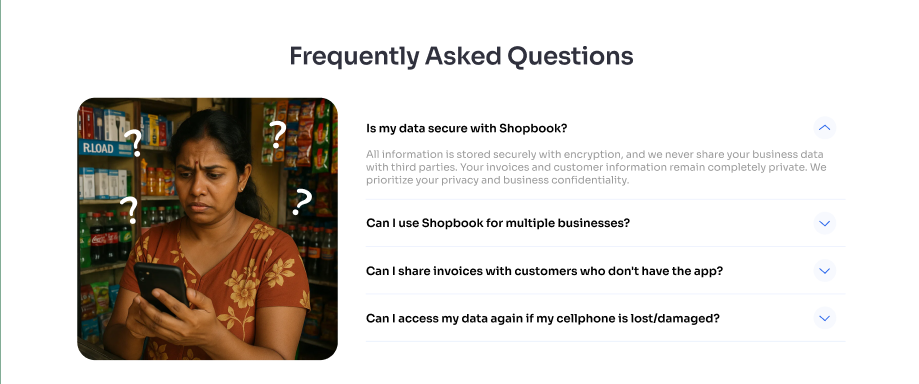 Frequently Asked Questions
R.LOAD
? ? ? ?
Is my data secure with Shopbook?
All information is stored securely with encryption, and we never share your business data
with third parties. Your invoices and customer information remain completely private. We
prioritize your privacy and business confidentiality.
Can I use Shopbook for multiple businesses?
Can I share invoices with customers who don't have the app?
Can I access my data again if my cellphone is lost/damaged?